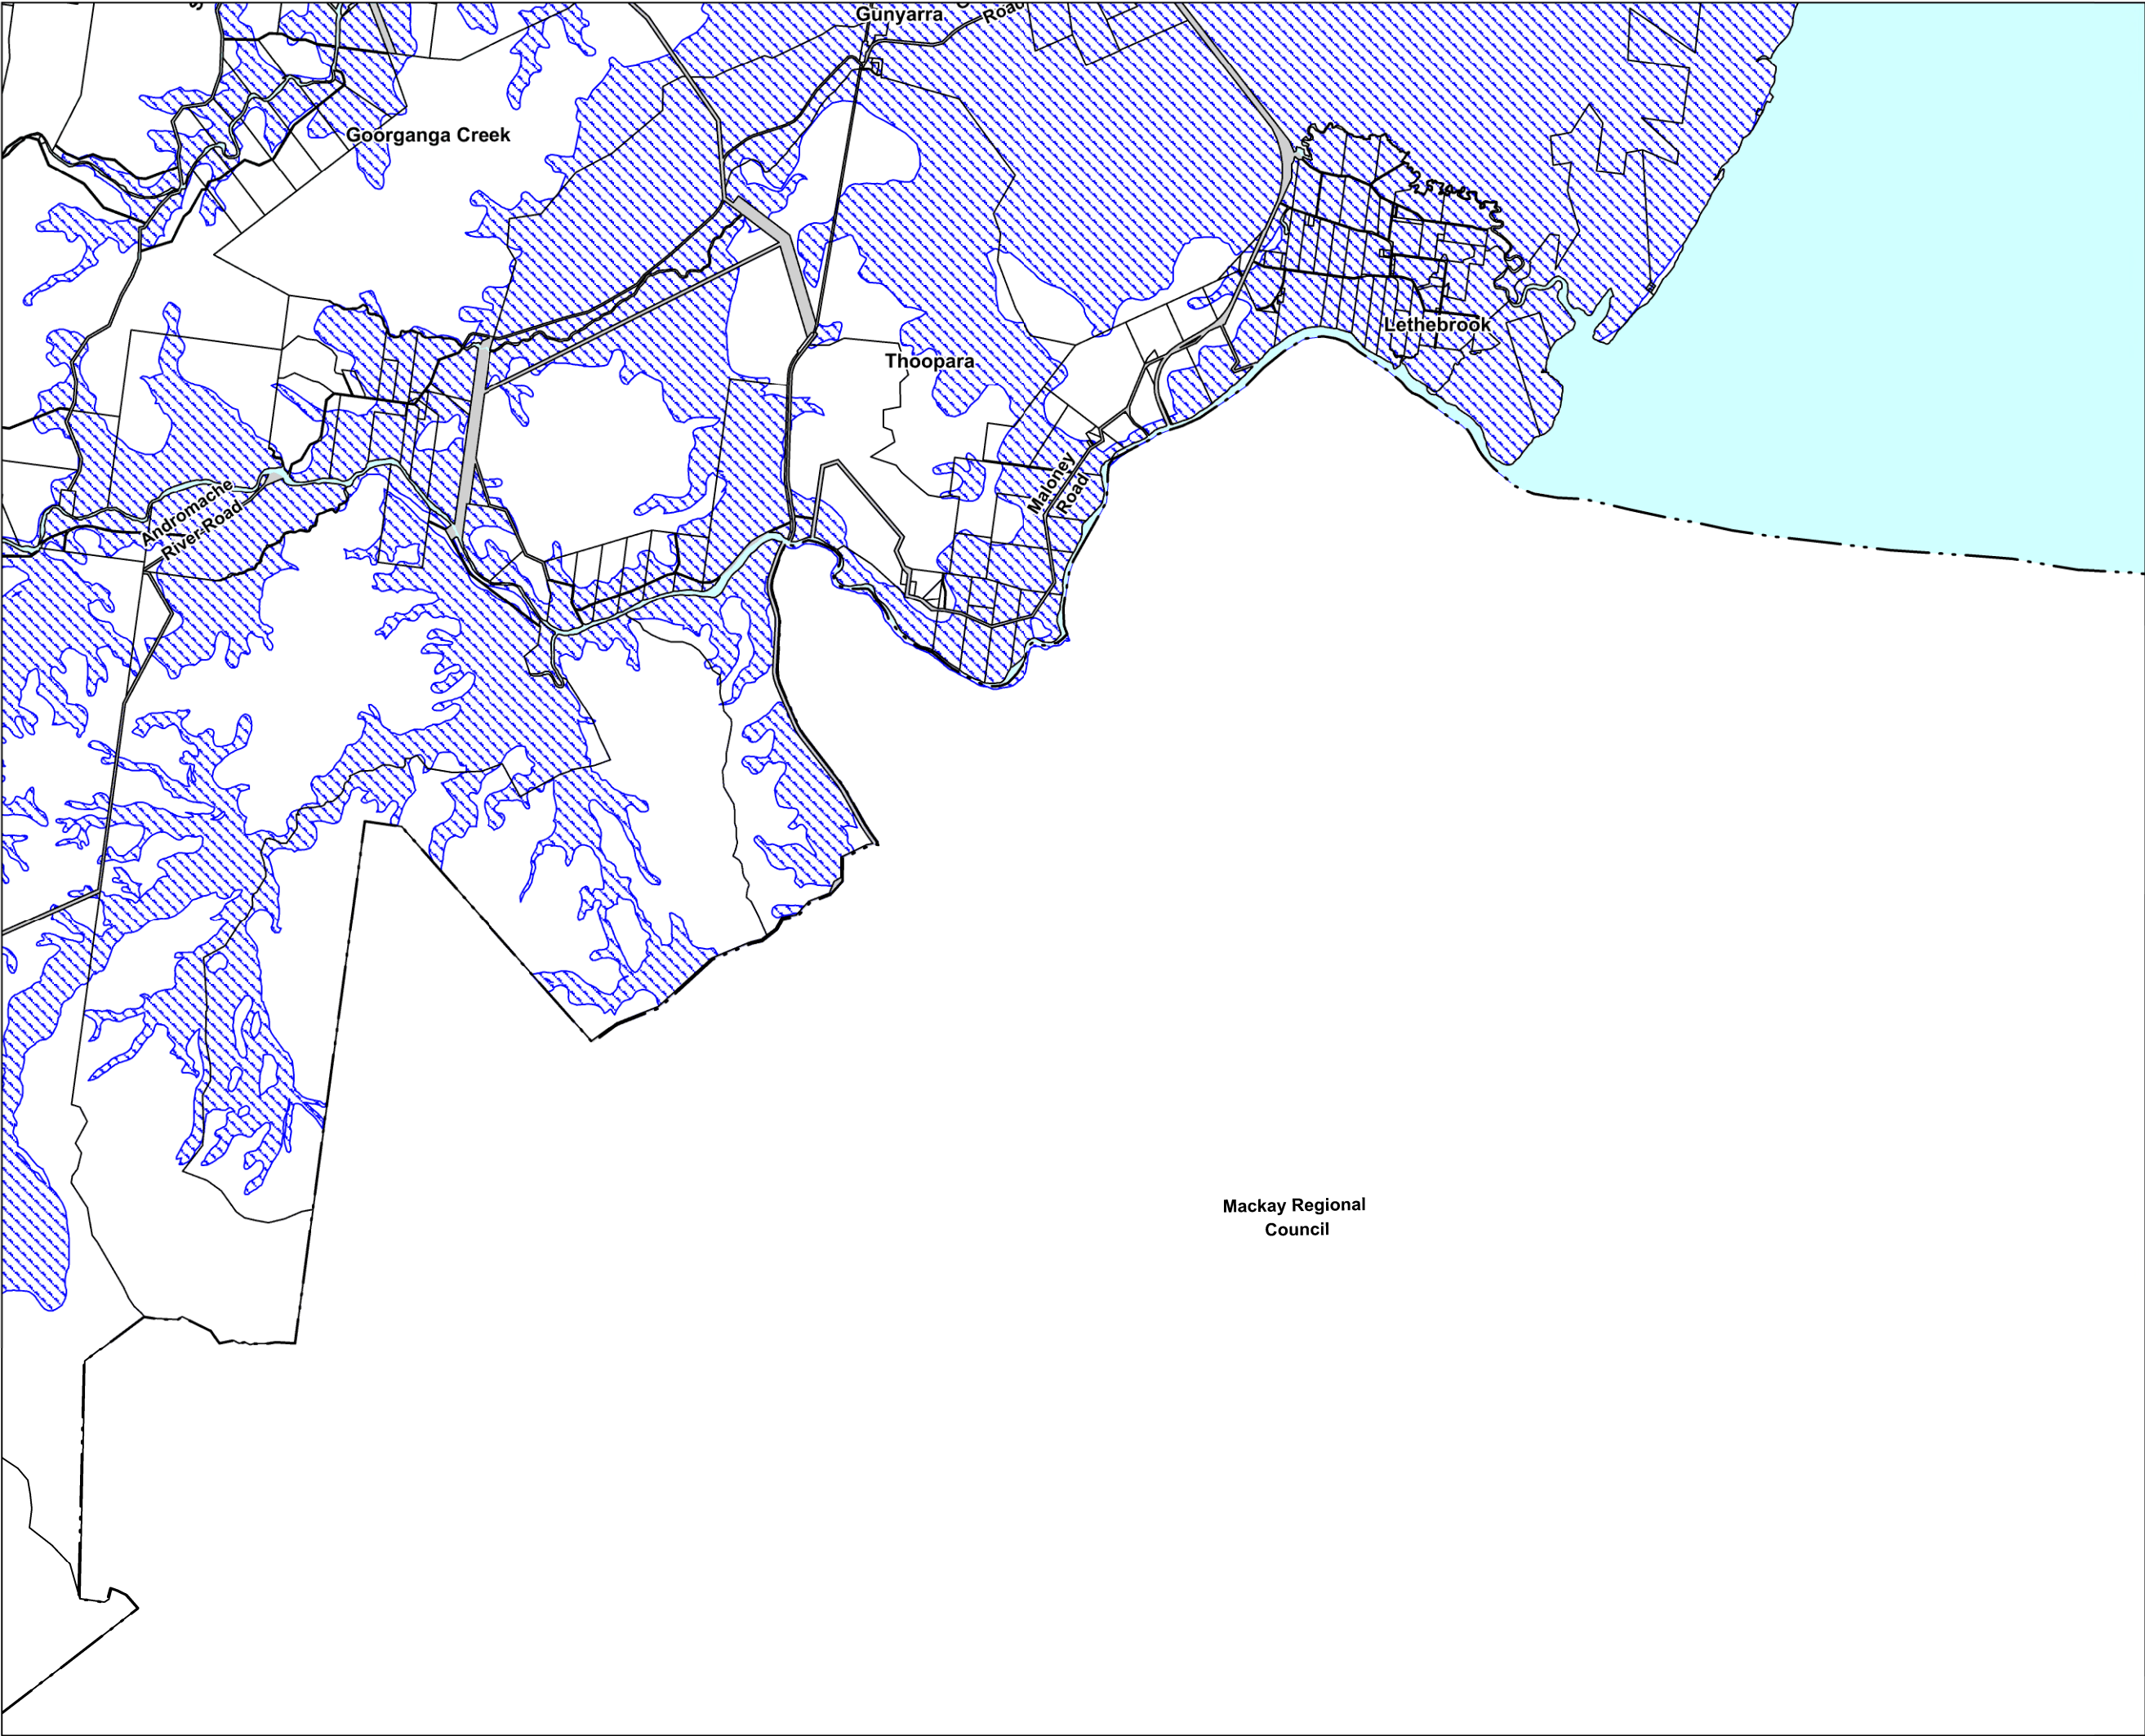 Gunyarra
Road
Goorganga Creek
Lethebrook
Thoopara
Maloney
Road
Andromache
River Road
Mackay Regional
Council